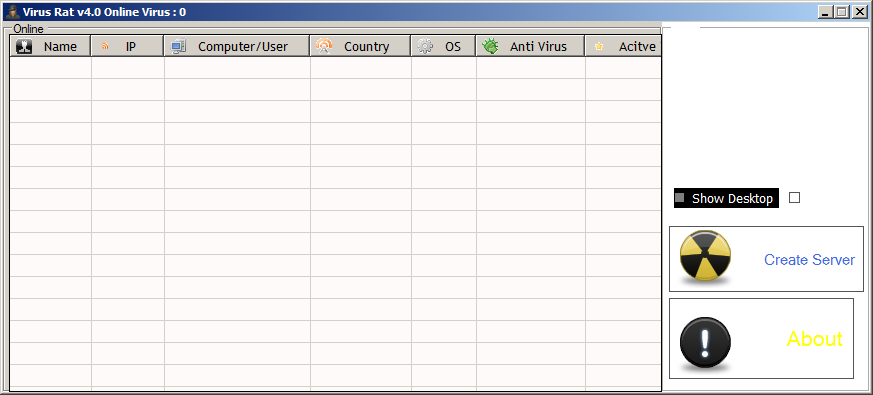 Virus Rat v4.0 Online Virus : 0
Online
Name IP Computer/User Country OS Anti Virus Acitve
Show Desktop
Create Server
About